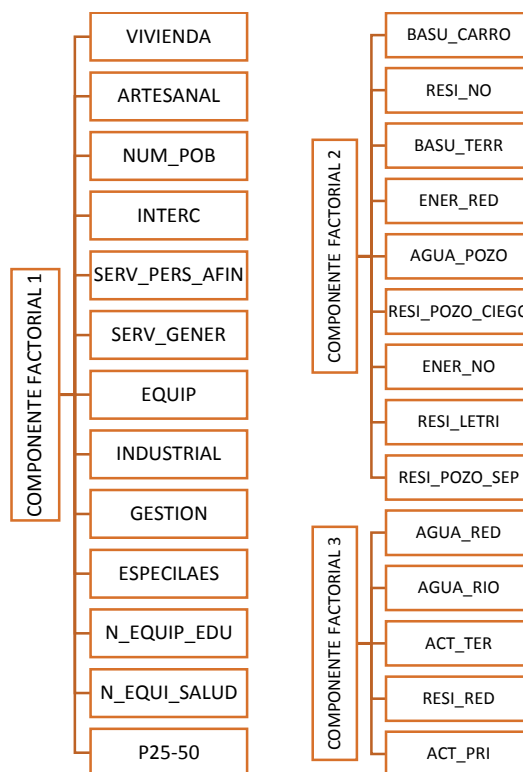 COMPONENTE FACTORIAL 1
VIVIENDA
ARTESANAL
NUM_POB
INTERC
SERV_PERS_AFIN
SERV_GENER
EQUIP
INDUSTRIAL
GESTION
ESPECILAES
N_EQUIP_EDU
N_EQUI_SALUD
P25-50
COMPONENTE FACTORIAL 2
BASU_CARRO
RESI_NO
BASU_TERR
ENER_RED
AGUA_POZO
RESI_POZO_CIEGO
ENER_NO
RESI_LETRI
RESI_POZO_SEP
COMPONENTE FACTORIAL 3
AGUA_RED
AGUA_RIO
ACT_TER
RESI_RED
ACT_PRI